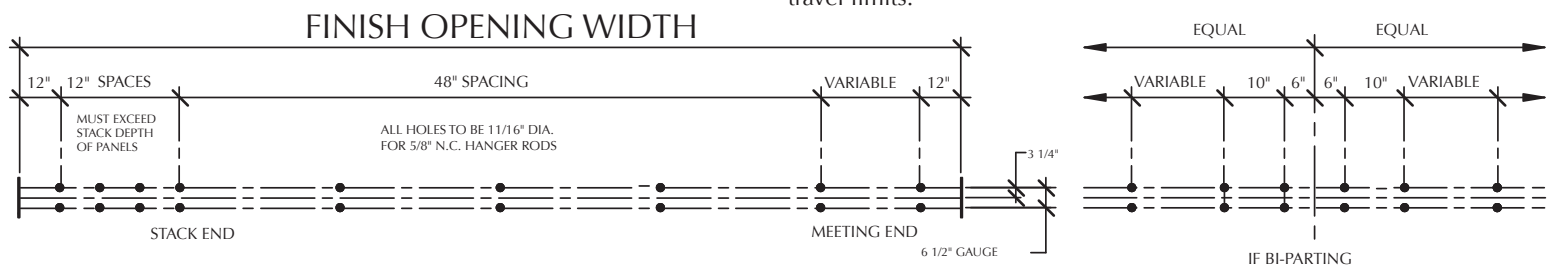 travel limits.
FINISH OPENING WIDTH
EQUAL EQUAL
12" 12" SPACES 48" SPACING VARIABLE 12" VARIABLE 10" 6" 6" 10" VARIABLE
MUST EXCEED
STACK DEPTH
OF PANELS
ALL HOLES TO BE 11/16" DIA.
FOR 5/8" N.C. HANGER RODS
3 1/4"
STACK END
MEETING END
6 1/2" GAUGE
IF BI-PARTING